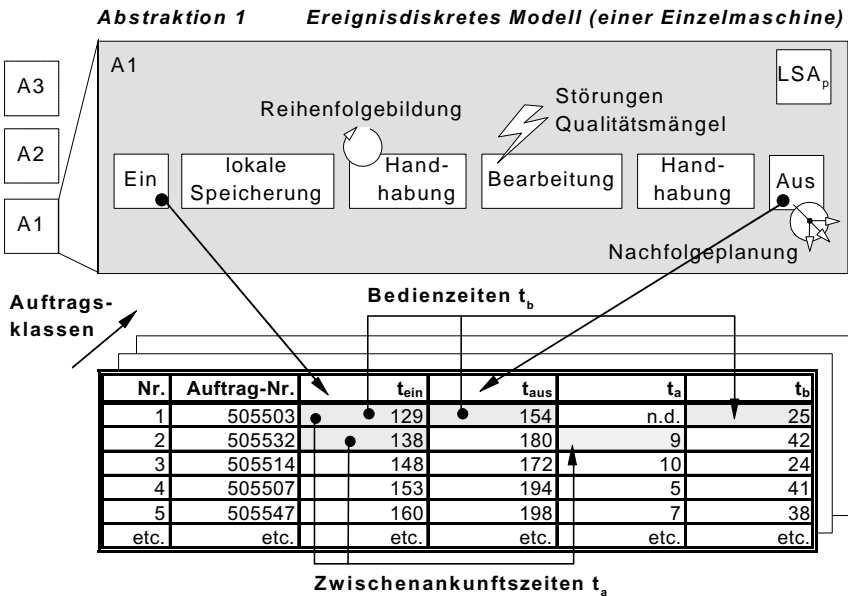 Abstraktion 1 Ereignisdiskretes Modell (einer Einzelmaschine)
A3
A2
A1
A1
LSAp
Reihenfolgebildung
Störungen
Qualitätsmängel
Ein
lokale
Speicherung
Hand-
habung
Bearbeitung
Hand-
habung
Aus
Nachfolgeplanung
Auftrags-
klassen
Bedienzeiten tb
Nr. Auftrag-Nr. tein taus ta tb
1 505503 129 154 n.d. 25
2 505532 138 180 9 42
3 505514 148 172 10 24
4 505507 153 194 5 41
5 505547 160 198 7 38
etc. etc. etc. etc. etc. etc.
Zwischenankunftszeiten ta